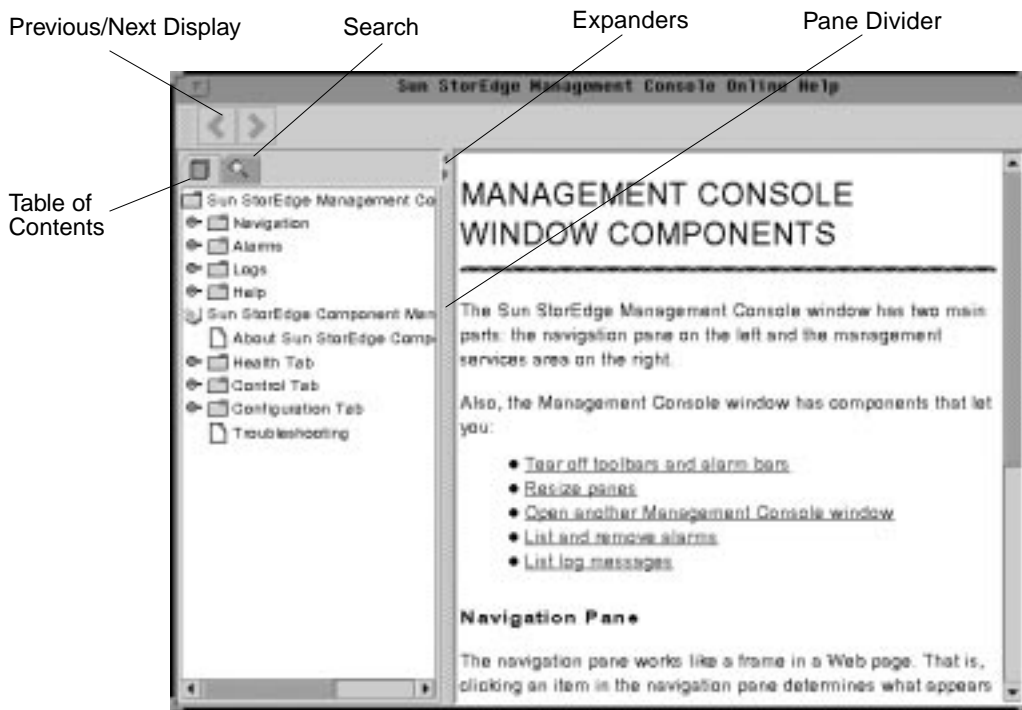 Previous/Next Display
Search
Expanders
Pane Divider
Sun StorEdge Management Console Online Help
Table of
Contents
Sun StorEdge Management Co
Navigation
Alarms
Logs
Help
Sun StorEdge Component Man
About Sun StorEdge Compo
Health Tab
Control Tab
Configuration Tab
Troubleshooting
MANAGEMENT CONSOLE
WINDOW COMPONENTS
The Sun StorEdge Management Console window has two main
parts: the navigation pane on the left and the management
services area on the right.
Also, the Management Console window has components that let
you:
Tear off toolbars and alarm bars
Resize panes
Open another Management Console window
List and remove alarms
List log messages
Navigation Pane
The navigation pane works like a frame in a Web page. That is,
clicking an item in the navigation pane determines what appears